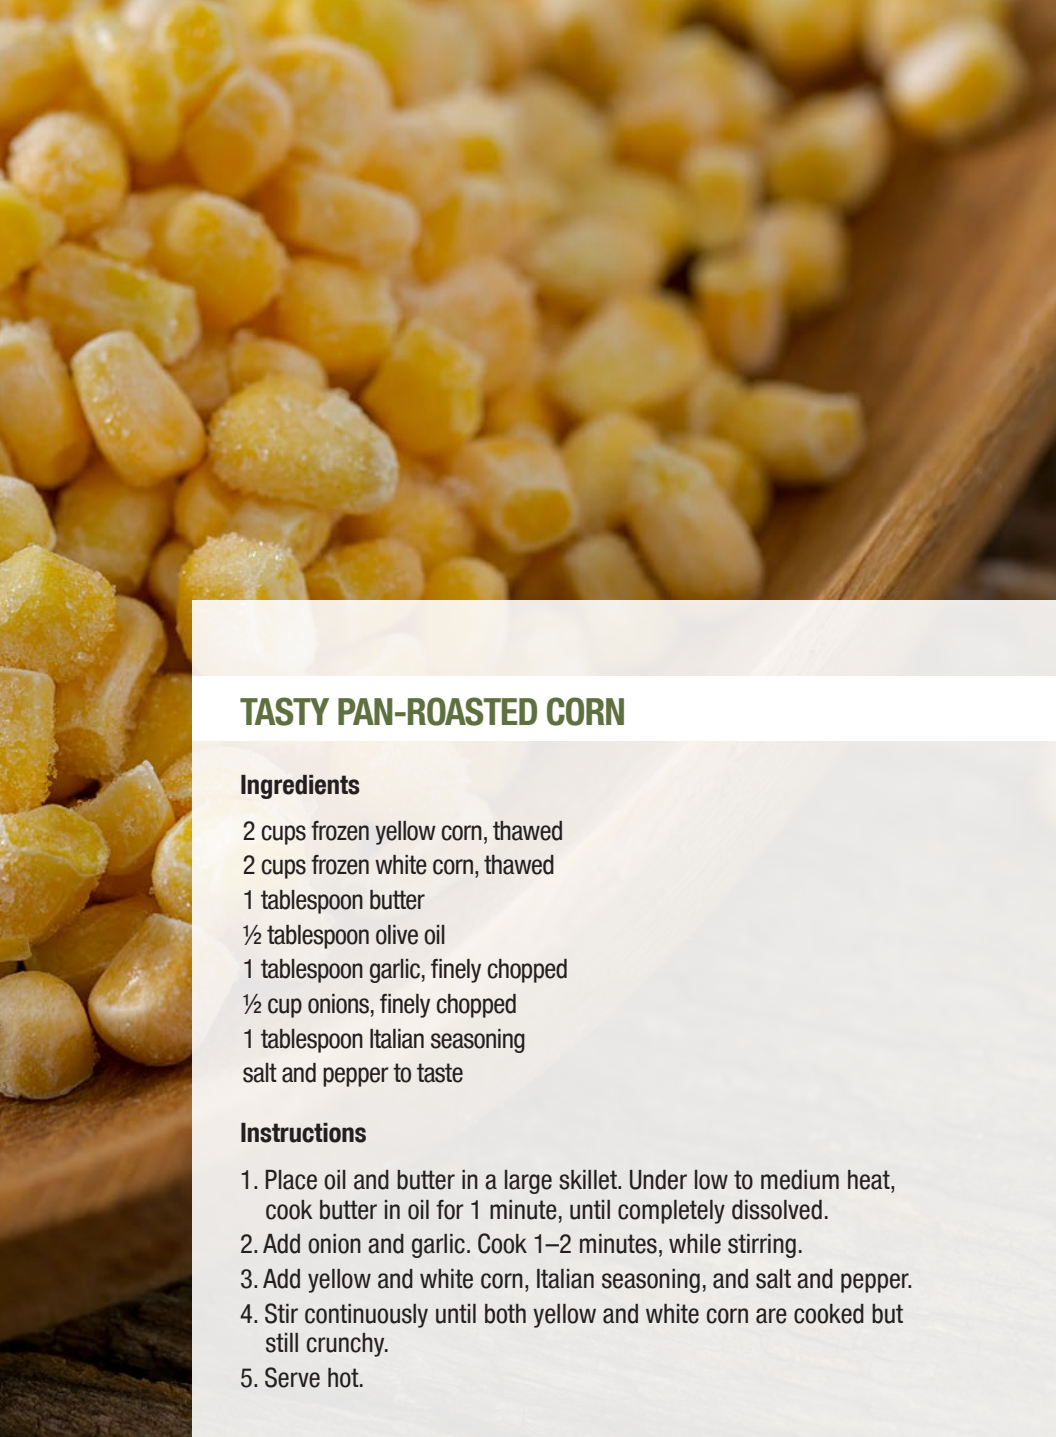 TASTY PAN-ROASTED CORN
Ingredients
2 cups frozen yellow corn, thawed
2 cups frozen white corn, thawed
1 tablespoon butter
½ tablespoon olive oil
1 tablespoon garlic, finely chopped
½ cup onions, finely chopped
1 tablespoon Italian seasoning
salt and pepper to taste
Instructions
1. Place oil and butter in a large skillet. Under low to medium heat,
cook butter in oil for 1 minute, until completely dissolved.
2. Add onion and garlic. Cook 1–2 minutes, while stirring.
3. Add yellow and white corn, Italian seasoning, and salt and pepper.
4. Stir continuously until both yellow and white corn are cooked but
still crunchy.
5. Serve hot.